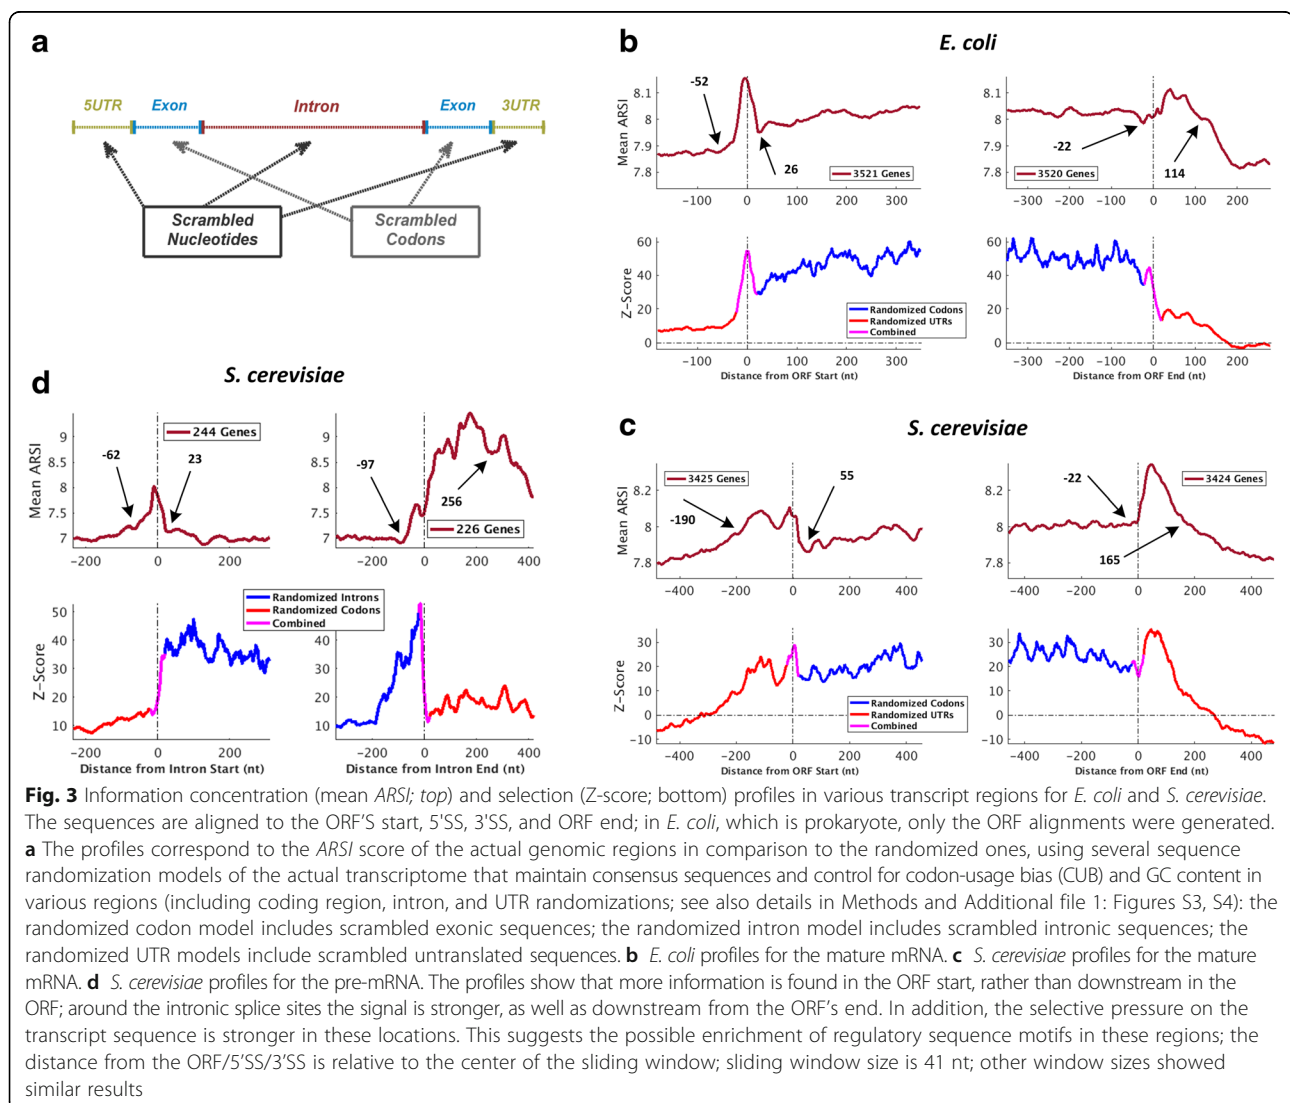 a
5UTR Exon Intron Exon 3UTR
Scrambled Nucleotides
Scrambled Codons
b
E. coli
Mean ARSI
8.1
8
7.9
7.8
-52
26
3521 Genes
-100 0 100 200 300
8.1
8
7.9
7.8
-22
114
3520 Genes
-300 -200 -100 0 100 200
Z-Score
60
40
20
0
Randomized Codons
Randomized UTRs
Combined
-100 0 100 200 300
Distance from ORF Start (nt)
60
40
20
0
-300 -200 -100 0 100 200
Distance from ORF End (nt)
d
S. cerevisiae
Mean ARSI
9
8.5
8
7.5
7
-62
23
244 Genes
-200 0 200
9
8.5
8
7.5
7
-97
256
226 Genes
-200 0 200 400
Z-Score
50
40
30
20
10
Randomized Introns
Randomized Codons
Combined
-200 0 200
Distance from Intron Start (nt)
40
30
20
10
-200 0 200 400
Distance from Intron End (nt)
c
S. cerevisiae
Mean ARSI
8.2
8
7.8
3425 Genes
-190
55
-400 -200 0 200 400
8.2
8
7.8
-22
165
3424 Genes
-400 -200 0 200 400
Z-Score
30
20
10
0
-10
Randomized Codons
Randomized UTRs
Combined
-400 -200 0 200 400
Distance from ORF Start (nt)
30
20
10
0
-10
-400 -200 0 200 400
Distance from ORF End (nt)
Fig. 3 Information concentration (mean ARSI; top) and selection (Z-score; bottom) profiles in various transcript regions for E. coli and S. cerevisiae.
The sequences are aligned to the ORF'S start, 5'SS, 3'SS, and ORF end; in E. coli, which is prokaryote, only the ORF alignments were generated.
a The profiles correspond to the ARSI score of the actual genomic regions in comparison to the randomized ones, using several sequence
randomization models of the actual transcriptome that maintain consensus sequences and control for codon-usage bias (CUB) and GC content in
various regions (including coding region, intron, and UTR randomizations; see also details in Methods and Additional file 1: Figures S3, S4): the
randomized codon model includes scrambled exonic sequences; the randomized intron model includes scrambled intronic sequences; the
randomized UTR models include scrambled untranslated sequences. b E. coli profiles for the mature mRNA. c S. cerevisiae profiles for the mature
mRNA. d S. cerevisiae profiles for the pre-mRNA. The profiles show that more information is found in the ORF start, rather than downstream in the
ORF; around the intronic splice sites the signal is stronger, as well as downstream from the ORF's end. In addition, the selective pressure on the
transcript sequence is stronger in these locations. This suggests the possible enrichment of regulatory sequence motifs in these regions; the
distance from the ORF/5'SS/3'SS is relative to the center of the sliding window; sliding window size is 41 nt; other window sizes showed
similar results